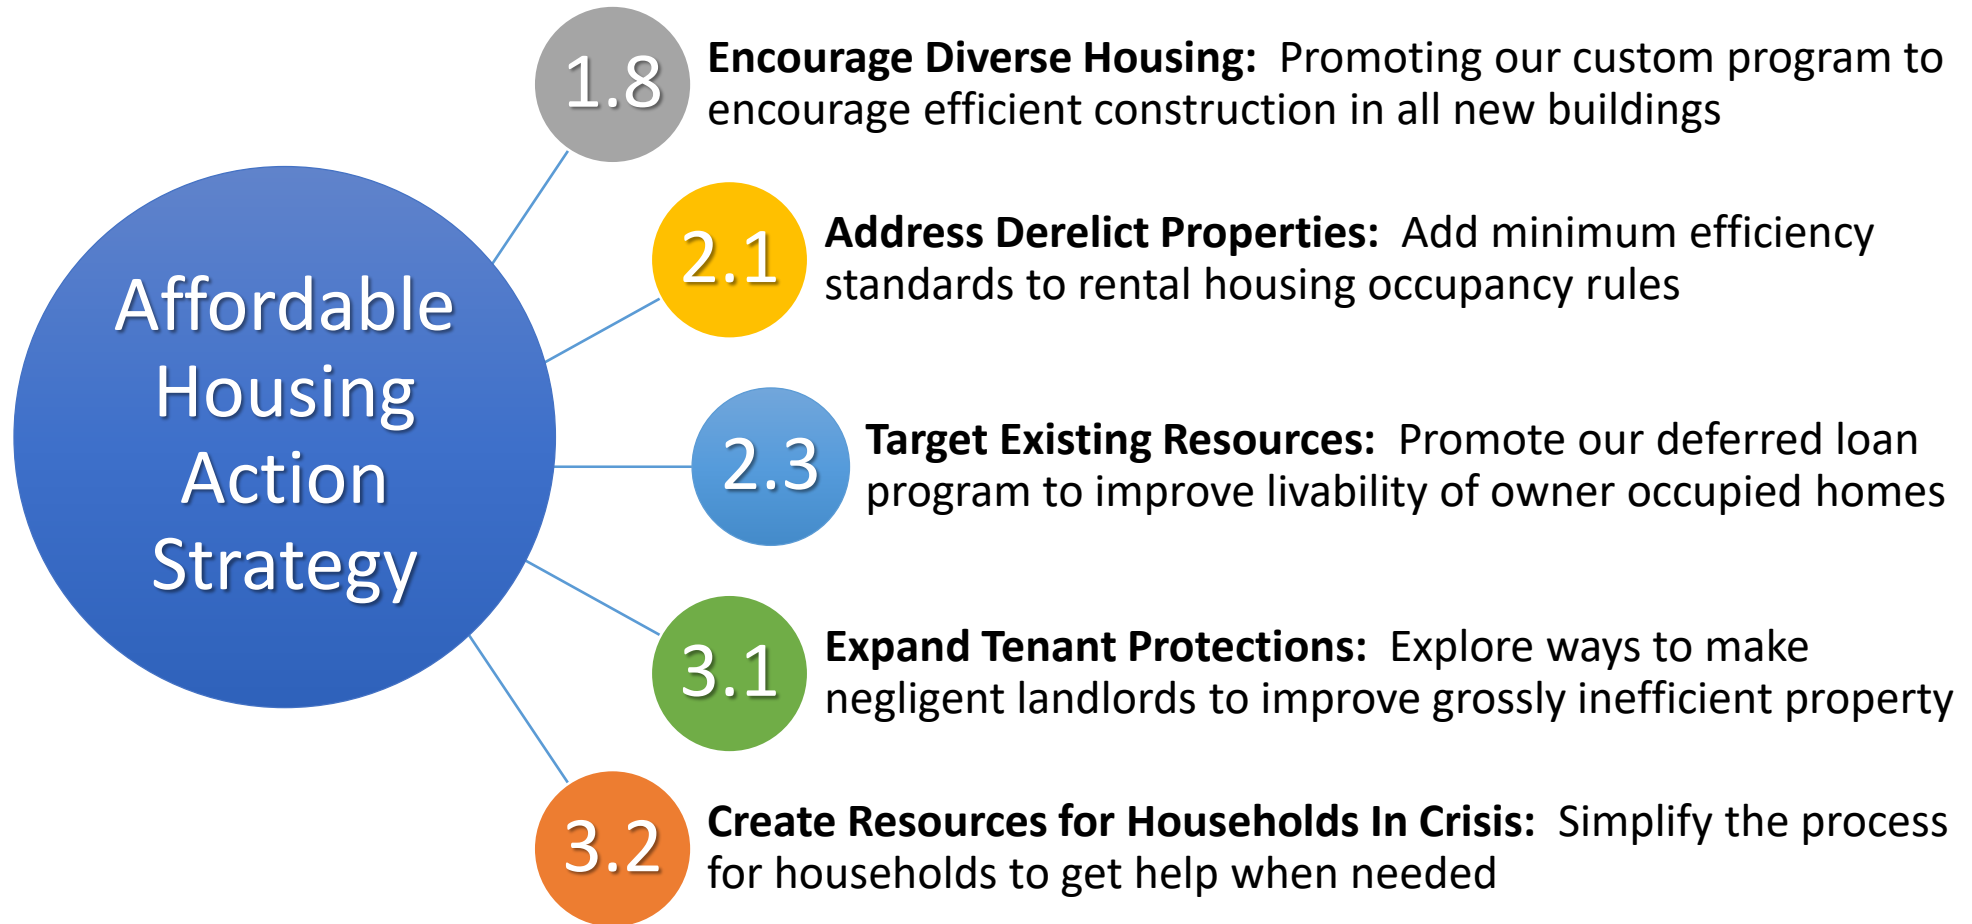 Affordable
Housing
Action
Strategy
1.8
Encourage Diverse Housing: Promoting our custom program to
encourage efficient construction in all new buildings
2.1
Address Derelict Properties: Add minimum efficiency
standards to rental housing occupancy rules
2.3
Target Existing Resources: Promote our deferred loan
program to improve livability of owner occupied homes
3.1
Expand Tenant Protections: Explore ways to make
negligent landlords to improve grossly inefficient property
3.2
Create Resources for Households In Crisis: Simplify the process
for households to get help when needed